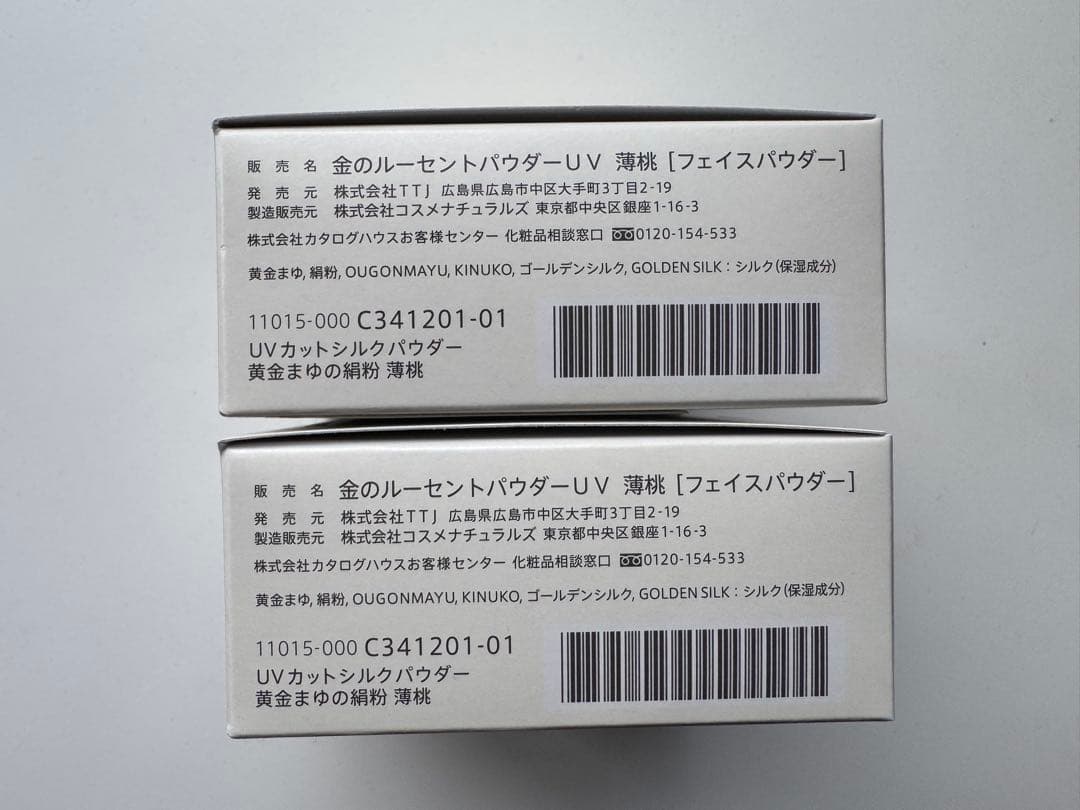 販売名 金のルーセントパウダーUV 薄桃 [フェイスパウダー]
発売元 株式会社TTJ 広島県広島市中区大手町3丁目2-19
製造販売元 株式会社コスメナチュラルズ 東京都中央区銀座1-16-3
株式会社カタログハウスお客様センター 化粧品相談窓口 0120-154-533
黄金まゆ, 絹粉, OUGONMAYU, KINUKO, ゴールデンシルク, GOLDEN SILK：シルク(保湿成分)
11015-000 C341201-01
UVカットシルクパウダー
黄金まゆの絹粉 薄桃
販売名 金のルーセントパウダーUV 薄桃 [フェイスパウダー]
発売元 株式会社TTJ 広島県広島市中区大手町3丁目2-19
製造販売元 株式会社コスメナチュラルズ 東京都中央区銀座1-16-3
株式会社カタログハウスお客様センター 化粧品相談窓口 0120-154-533
黄金まゆ, 絹粉, OUGONMAYU, KINUKO, ゴールデンシルク, GOLDEN SILK：シルク(保湿成分)
11015-000 C341201-01
UVカットシルクパウダー
黄金まゆの絹粉 薄桃